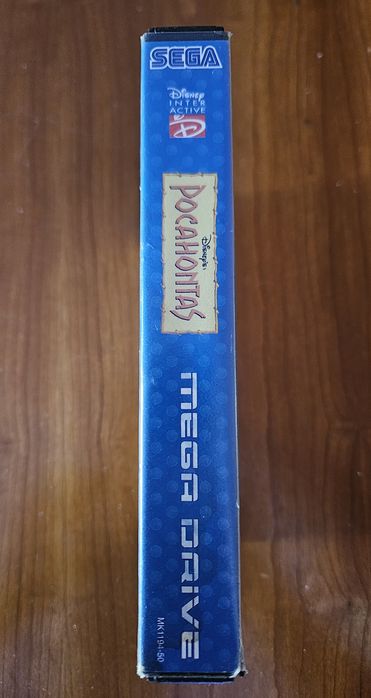 SEGA
DISNEY
INTER
ACTIVE
D
DISNEY'S
POCAHONTAS
MEGA DRIVE
MK1194-50